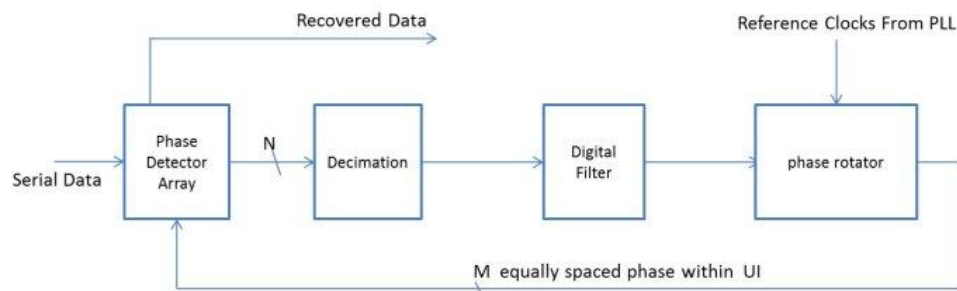 Recovered Data
Reference Clocks From PLL
Phase
Detector
Array
N
Decimation
Digital
Filter
phase rotator
Serial Data
M equally spaced phase within UI